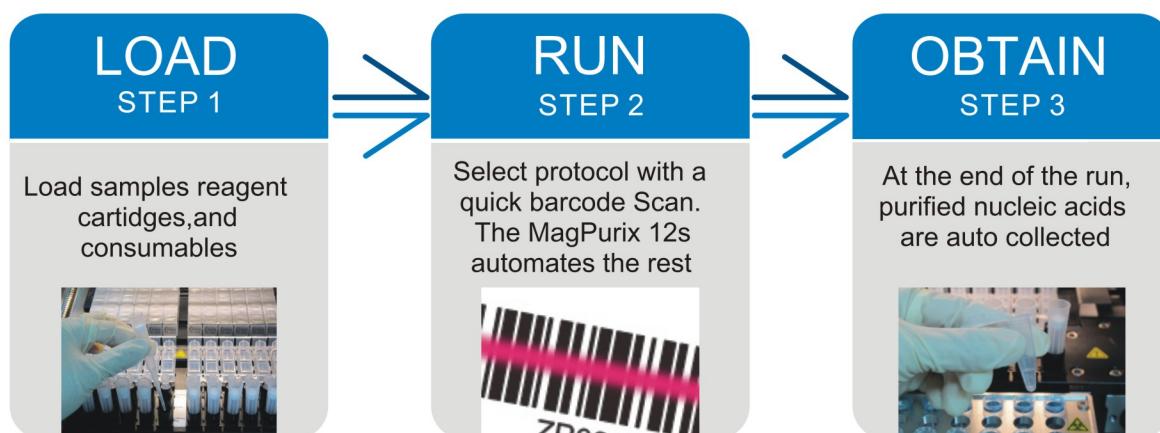 LOAD
STEP 1
Load samples reagent
cartidges,and
consumables
RUN
STEP 2
Select protocol with a
quick barcode Scan.
The MagPurix 12s
automates the rest
OBTAIN
STEP 3
At the end of the run,
purified nucleic acids
are auto collected